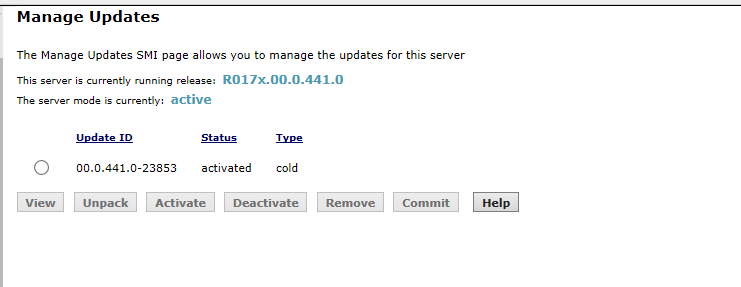 Manage Updates
The Manage Updates SMI page allows you to manage the updates for this server
This server is currently running release: R017x.00.0.441.0
The server mode is currently: active
Update ID Status Type
00.0.441.0-23853 activated cold
View Unpack Activate Deactivate Remove Commit Help